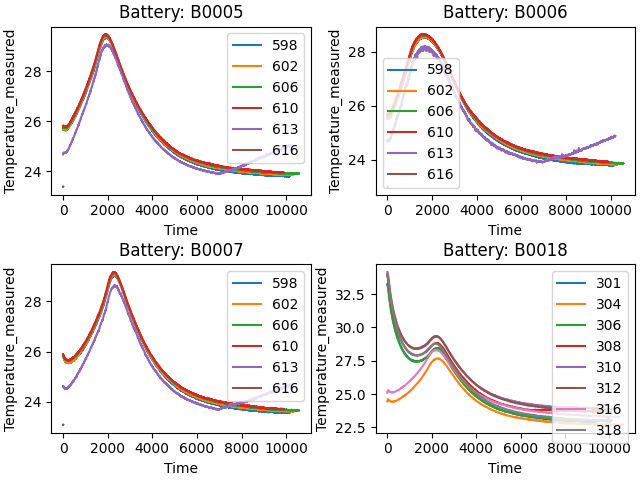 Battery: B0005
Temperature_measured
28
26
24
0 2000 4000 6000 8000 10000
Time
598
602
606
610
613
616
Battery: B0006
Temperature_measured
28
26
24
0 2000 4000 6000 8000 10000
Time
598
602
606
610
613
616
Battery: B0007
Temperature_measured
28
26
24
0 2000 4000 6000 8000 10000
Time
598
602
606
610
613
616
Battery: B0018
Temperature_measured
32.5
30.0
27.5
25.0
22.5
0 2000 4000 6000 8000 10000
Time
301
304
306
308
310
312
316
318